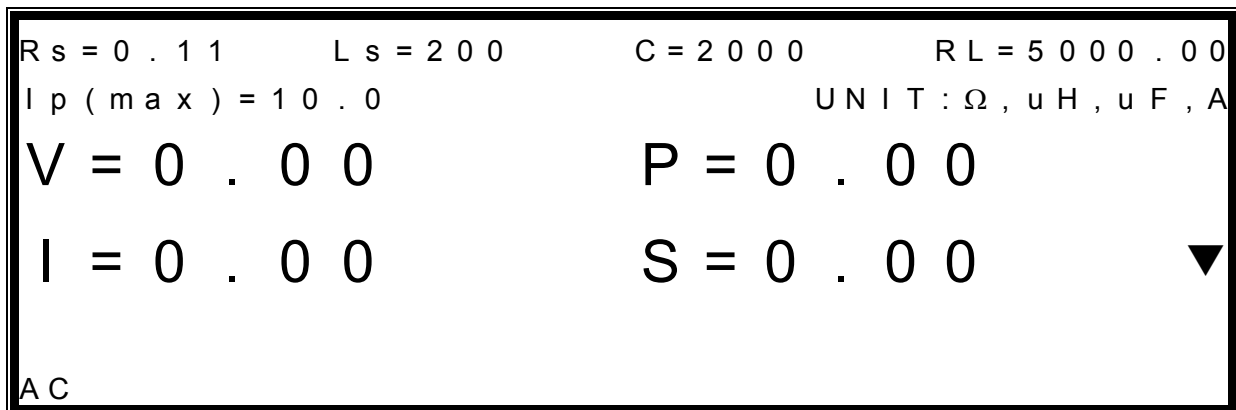 Rs=0.11 Ls=200 C=2000 RL=5000.00
Ip(max)=10.0 UNIT:Ω,uH,uF,A
V=0.00 P=0.00
I=0.00 S=0.00 ▼
AC